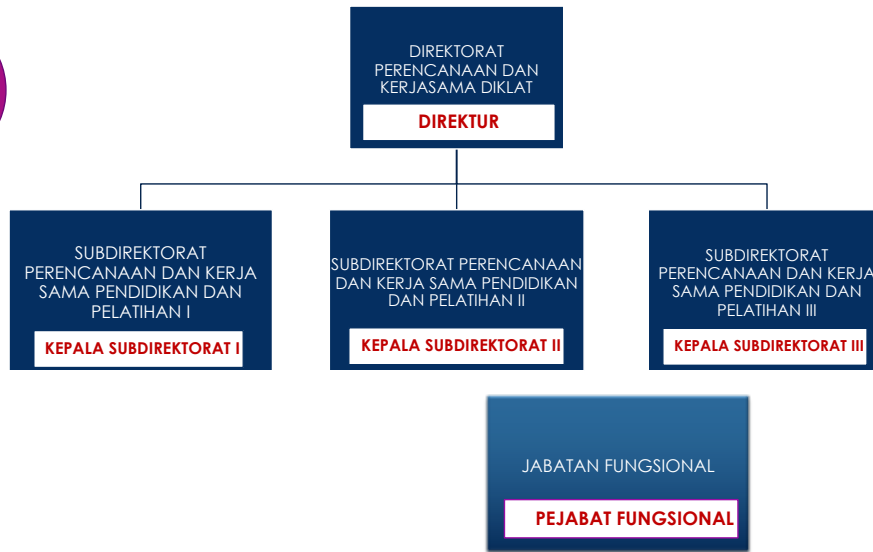 DIREKTORAT
PERENCANAAN DAN
KERJASAMA DIKLAT
DIREKTUR
SUBDIREKTORAT
PERENCANAAN DAN KERJA
SAMA PENDIDIKAN DAN
PELATIHAN I
KEPALA SUBDIREKTORAT I
SUBDIREKTORAT PERENCANAAN
DAN KERJA SAMA PENDIDIKAN
DAN PELATIHAN II
KEPALA SUBDIREKTORAT II
SUBDIREKTORAT
PERENCANAAN DAN KERJA
SAMA PENDIDIKAN DAN
PELATIHAN III
KEPALA SUBDIREKTORAT III
JABATAN FUNGSIONAL
PEJABAT FUNGSIONAL